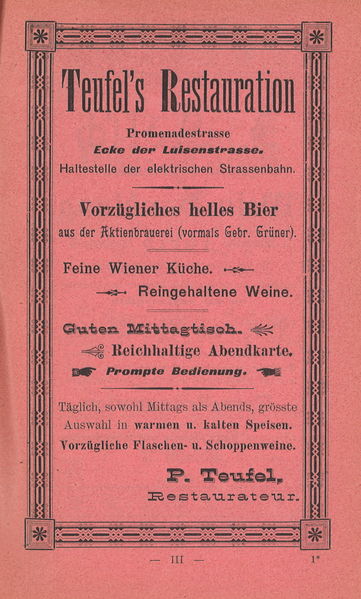 Teufel's Restauration
Promenadestrasse
Ecke der Luisenstrasse.
Haltestelle der elektrischen Strassenbahn.
Vorzügliches helles Bier
aus der Aktienbrauerei (vormals Gebr. Grüner).
Feine Wiener Küche.
Reingehaltene Weine.
Guten Mittagtisch.
Reichhaltige Abendkarte.
Prompte Bedienung.
Täglich, sowohl Mittags als Abends, grösste
Auswahl in warmen u. kalten Speisen.
Vorzügliche Flaschen- u. Schoppenweine.
P. Teufel,
Restaurateur.
— III —
1*